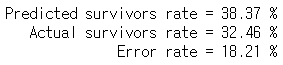 Predicted survivors rate = 38.37 %
Actual survivors rate = 32.46 %
Error rate = 18.21 %